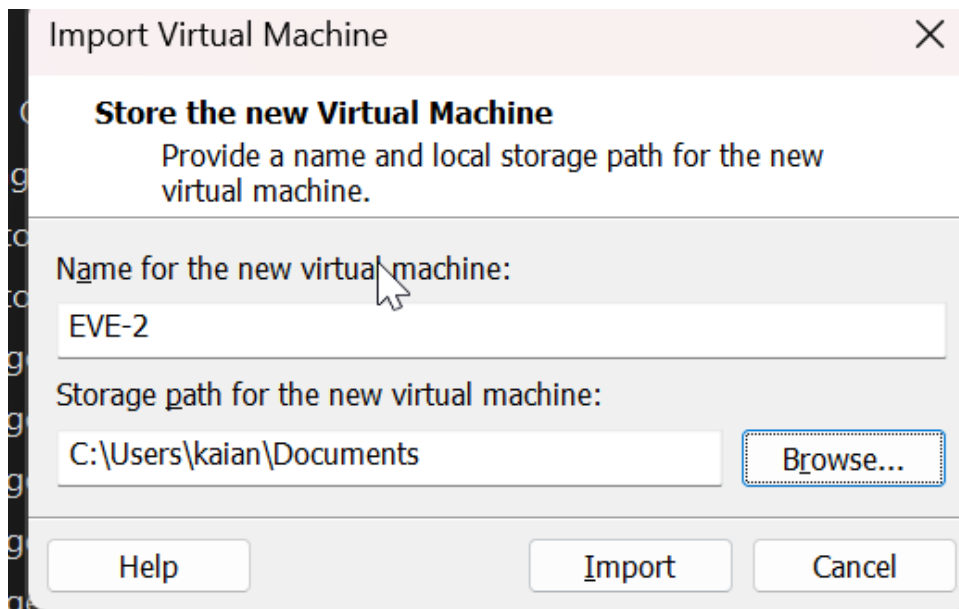 Import Virtual Machine
Store the new Virtual Machine
Provide a name and local storage path for the new
virtual machine.
Name for the new virtual machine:
EVE-2
Storage path for the new virtual machine:
C:\Users\kaian\Documents
Browse...
Help
Import
Cancel